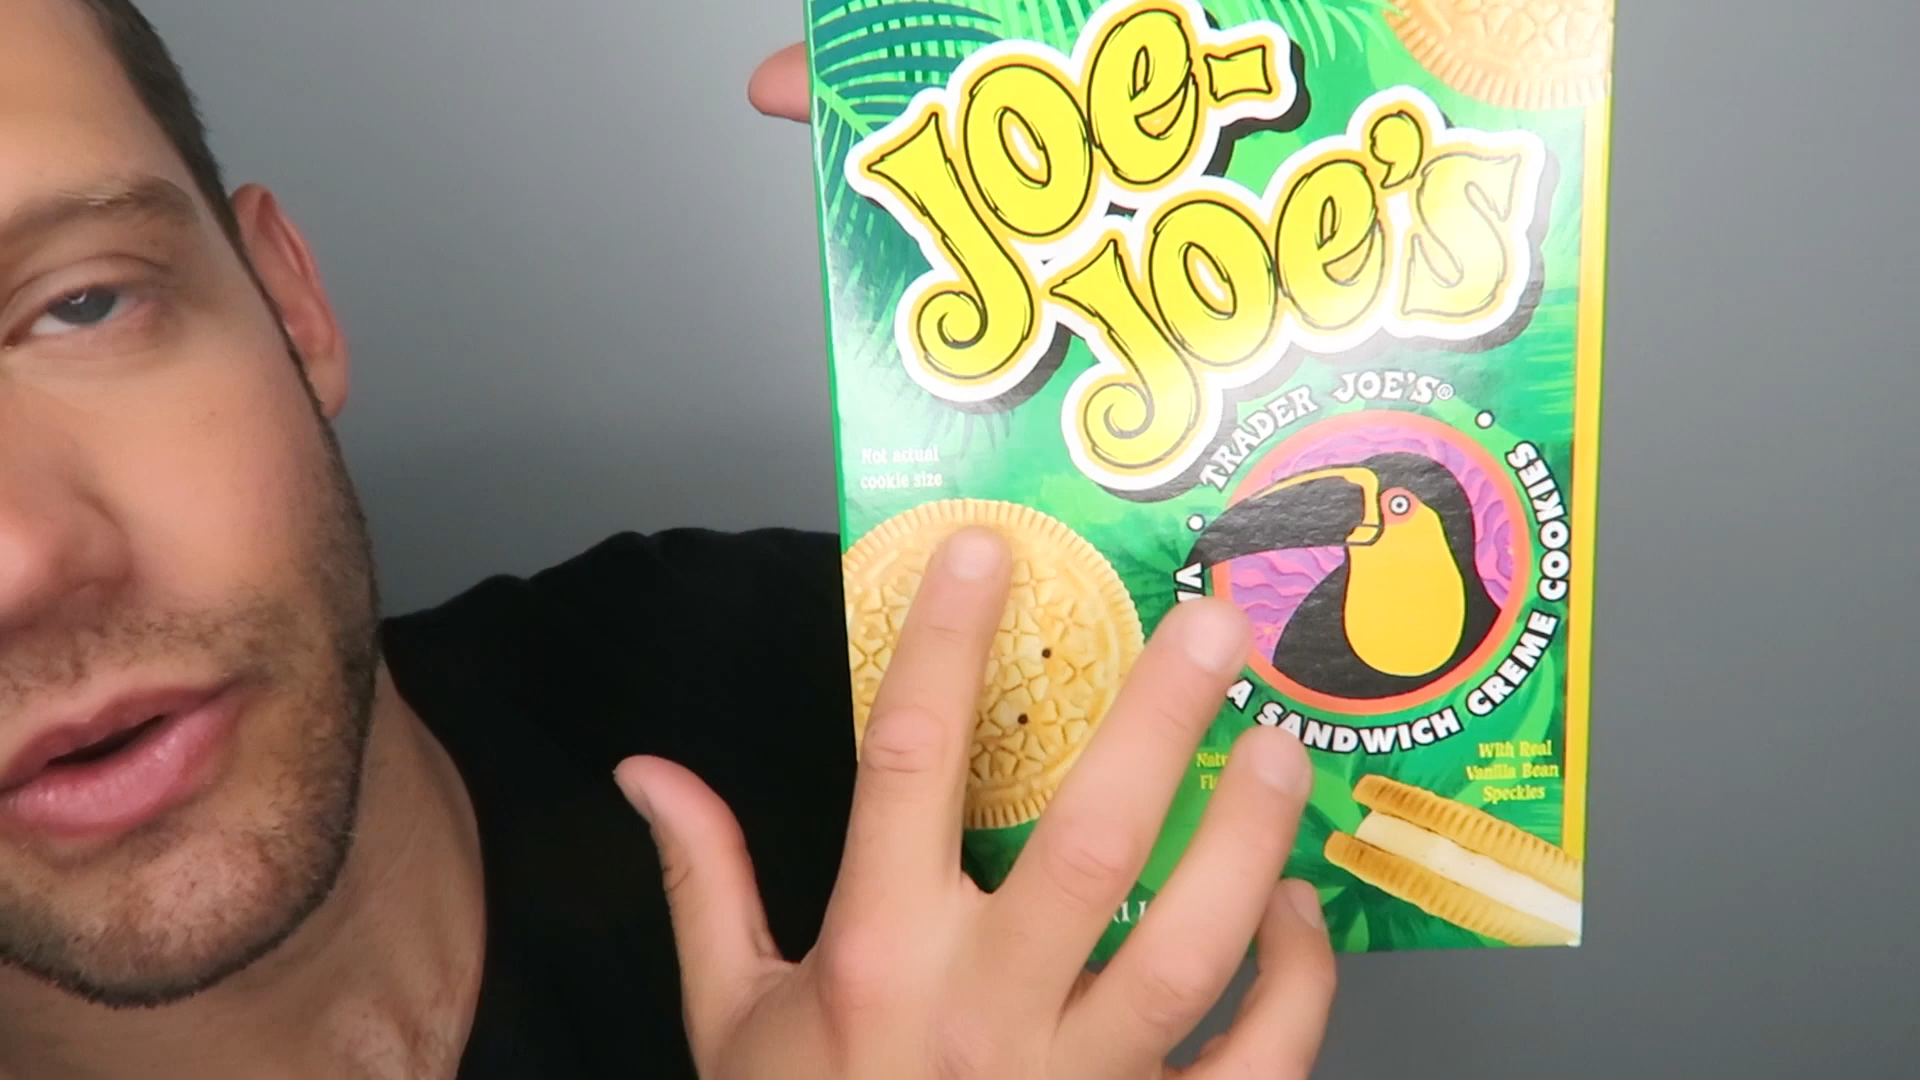 Joe-
Joe's
TRADER JOE'S®
SANDWICH CREME COOKIES
Not actual
cookie size
With Real
Vanilla Bean
Speckles